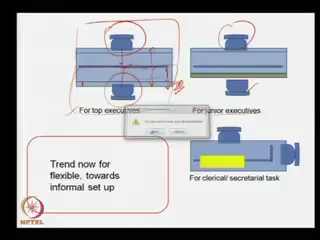 For top executives
For junior executives
Trend now for
flexible, towards
informal set up
For clerical/ secretarial task
NPTEL